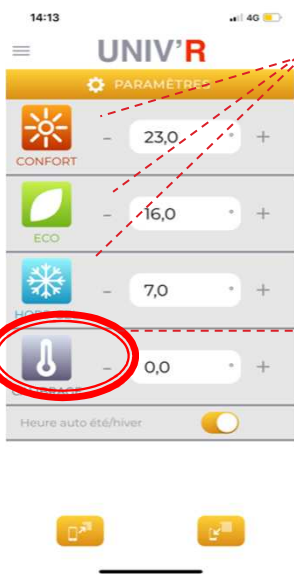 14:13
4G
UNIV'R
PARAMÈTRES
- 23,0 ° +
CONFORT
- 16,0 ° +
ECO
- 7,0 ° +
- 0,0 ° +
Heure auto été/hiver